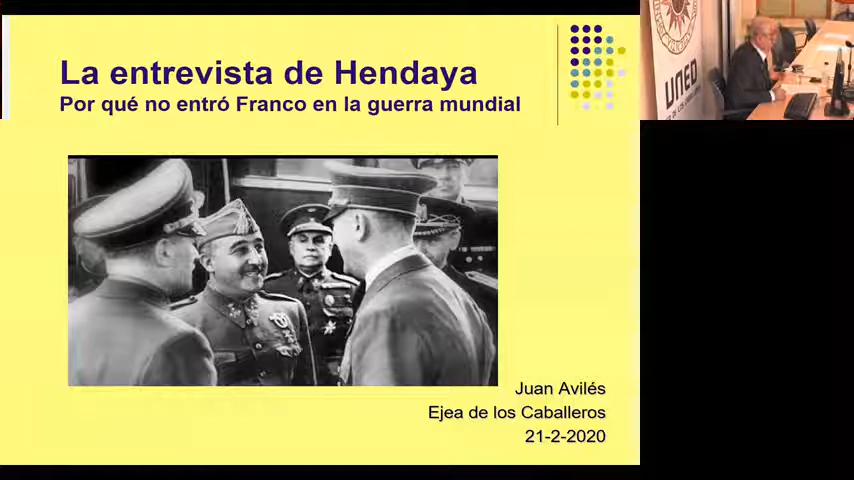 La entrevista de Hendaya
Por qué no entró Franco en la guerra mundial
Juan Avilés
Ejea de los Caballeros
21-2-2020
UNED